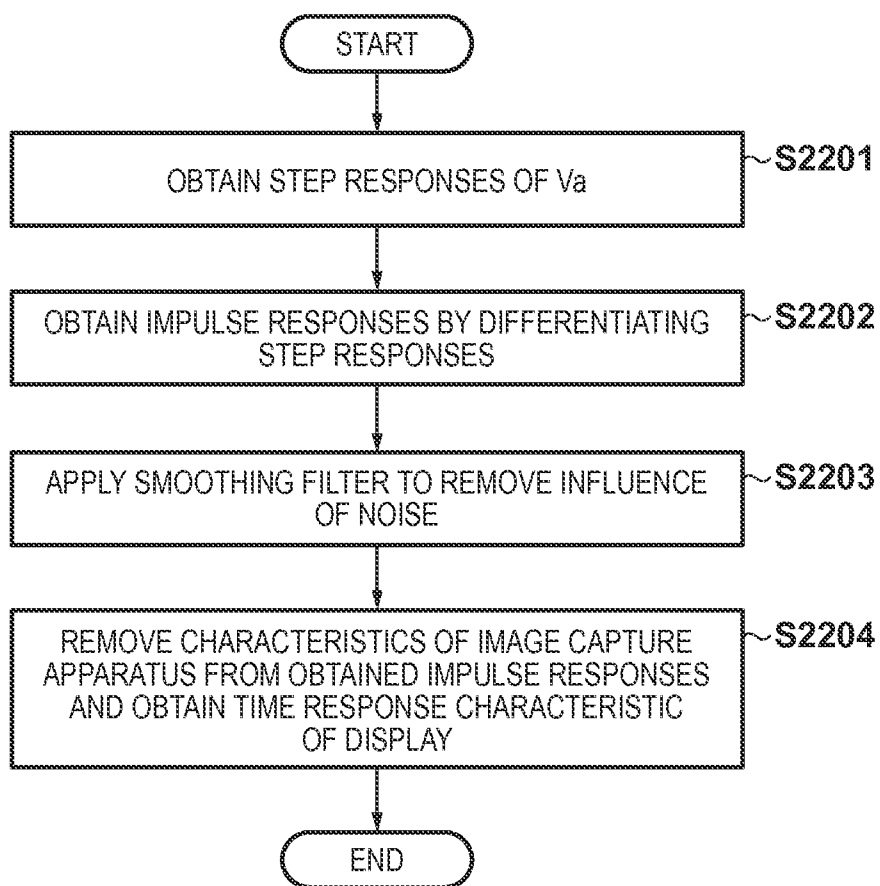 START
OBTAIN STEP RESPONSES OF Va
S2201
OBTAIN IMPULSE RESPONSES BY DIFFERENTIATING
STEP RESPONSES
S2202
APPLY SMOOTHING FILTER TO REMOVE INFLUENCE
OF NOISE
S2203
REMOVE CHARACTERISTICS OF IMAGE CAPTURE
APPARATUS FROM OBTAINED IMPULSE RESPONSES
AND OBTAIN TIME RESPONSE CHARACTERISTIC
OF DISPLAY
S2204
END